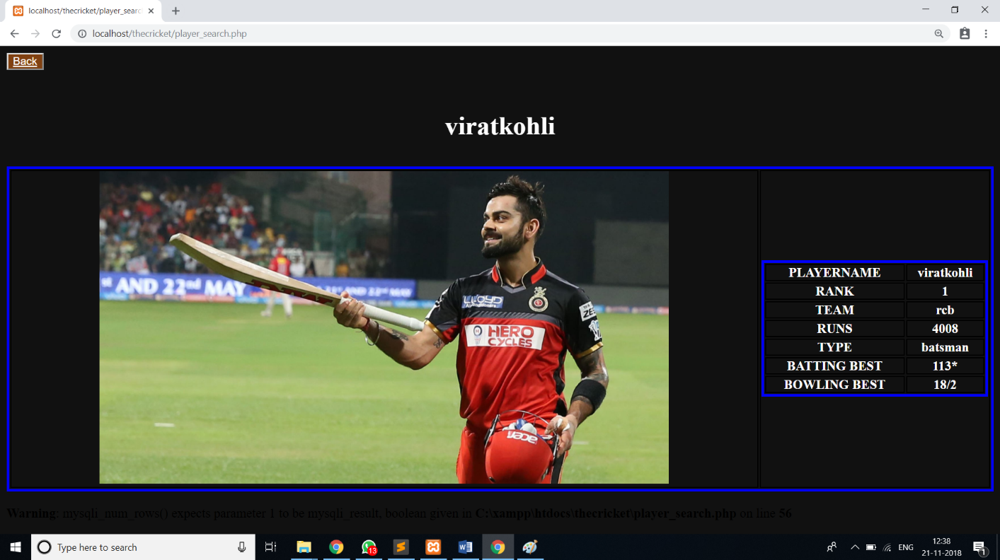 localhost/thecricket/player_searc
localhost/thecricket/player_search.php
Back
viratkohli
st AND 22nd MAY
LLOYD
HERO
CYCLES
racer
PLAYERNAME viratkohli
RANK 1
TEAM rcb
RUNS 4008
TYPE batsman
BATTING BEST 113*
BOWLING BEST 18/2
Warning: mysqli_num_rows() expects parameter 1 to be mysqli_result, boolean given in C:\xampp\htdocs\thecricket\player_search.php on line 56
Type here to search
13
ENG
12:38
21-11-2018
1